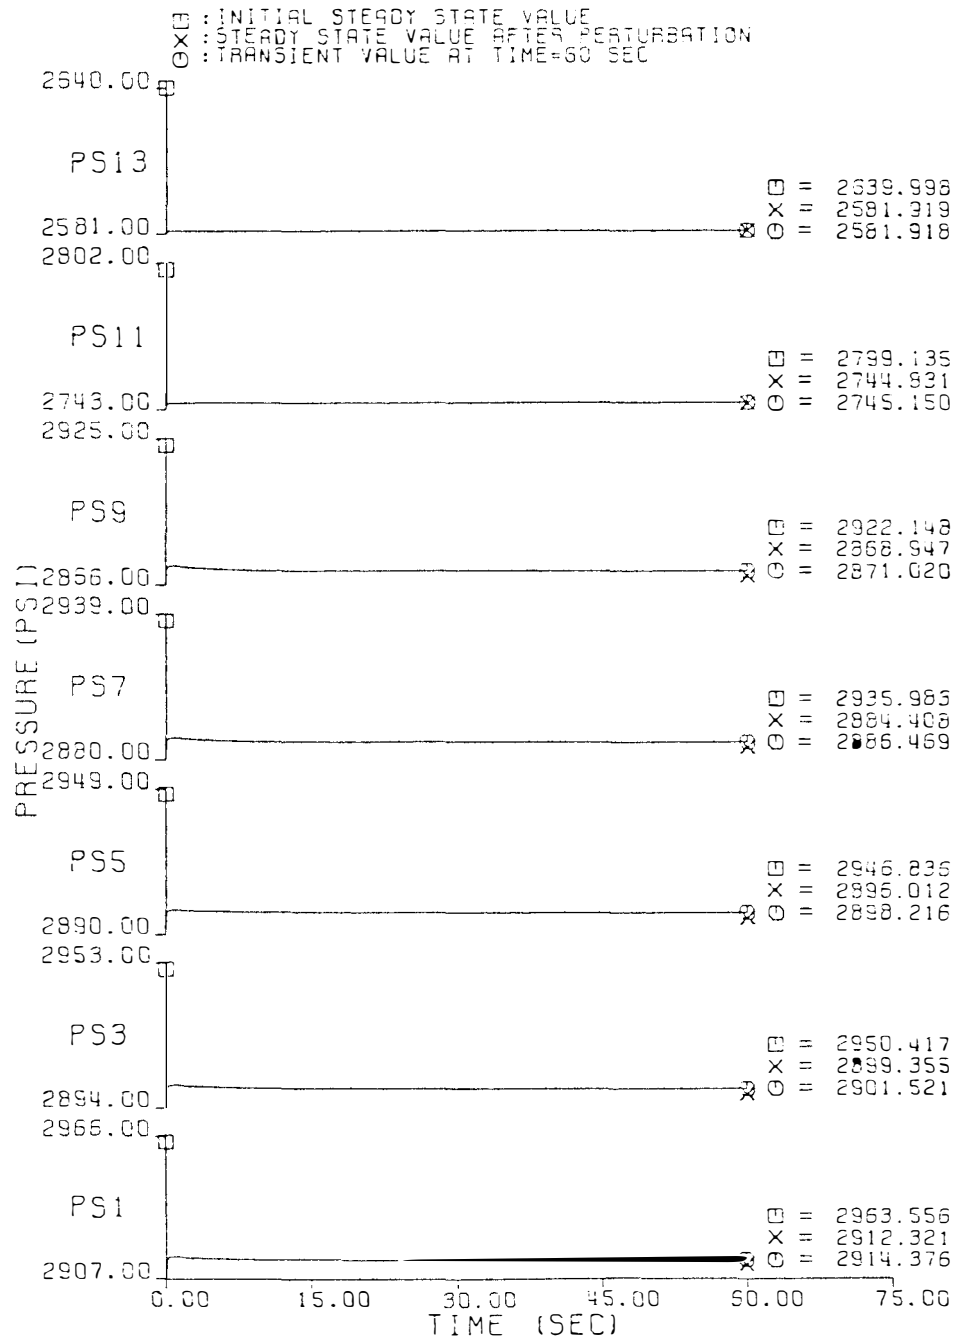 ⊡ : INITIAL STEADY STATE VALUE
× : STEADY STATE VALUE AFTER PERTURBATION
⊙ : TRANSIENT VALUE AT TIME=60 SEC
2640.00
PS13
⊡ = 2639.998
× = 2581.919
2581.00
⊙ = 2581.918
2802.00
PS11
⊡ = 2799.135
× = 2744.931
2743.00
⊙ = 2745.150
2925.00
PS9
⊡ = 2922.148
× = 2868.947
2866.00
⊙ = 2871.020
PRESSURE (PSI)
2939.00
PS7
⊡ = 2935.983
× = 2884.408
2880.00
⊙ = 2886.469
2949.00
PS5
⊡ = 2946.836
× = 2896.012
2890.00
⊙ = 2898.216
2953.00
PS3
⊡ = 2950.417
× = 2899.355
2894.00
⊙ = 2901.521
2966.00
PS1
⊡ = 2963.556
× = 2912.321
2907.00
⊙ = 2914.376
0.00 15.00 30.00 45.00 60.00 75.00
TIME (SEC)